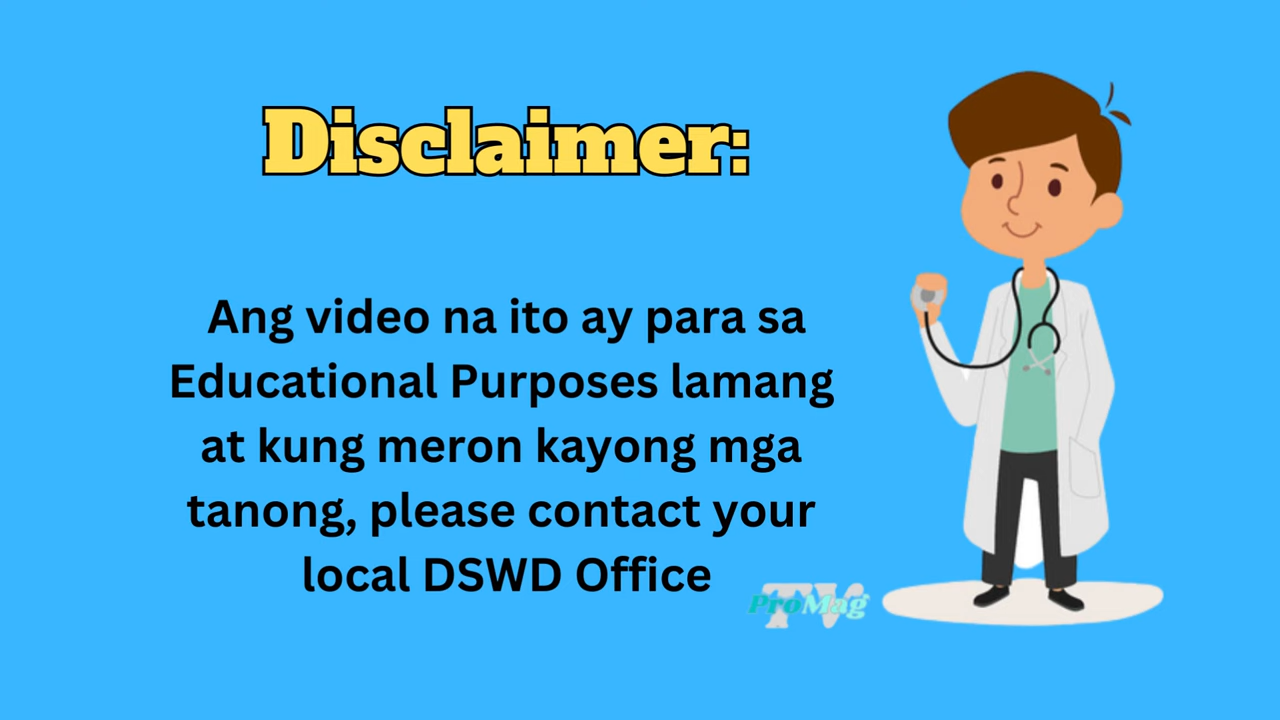 Disclaimer:
Ang video na ito ay para sa
Educational Purposes lamang
at kung meron kayong mga
tanong, please contact your
local DSWD Office
TV
ProMag